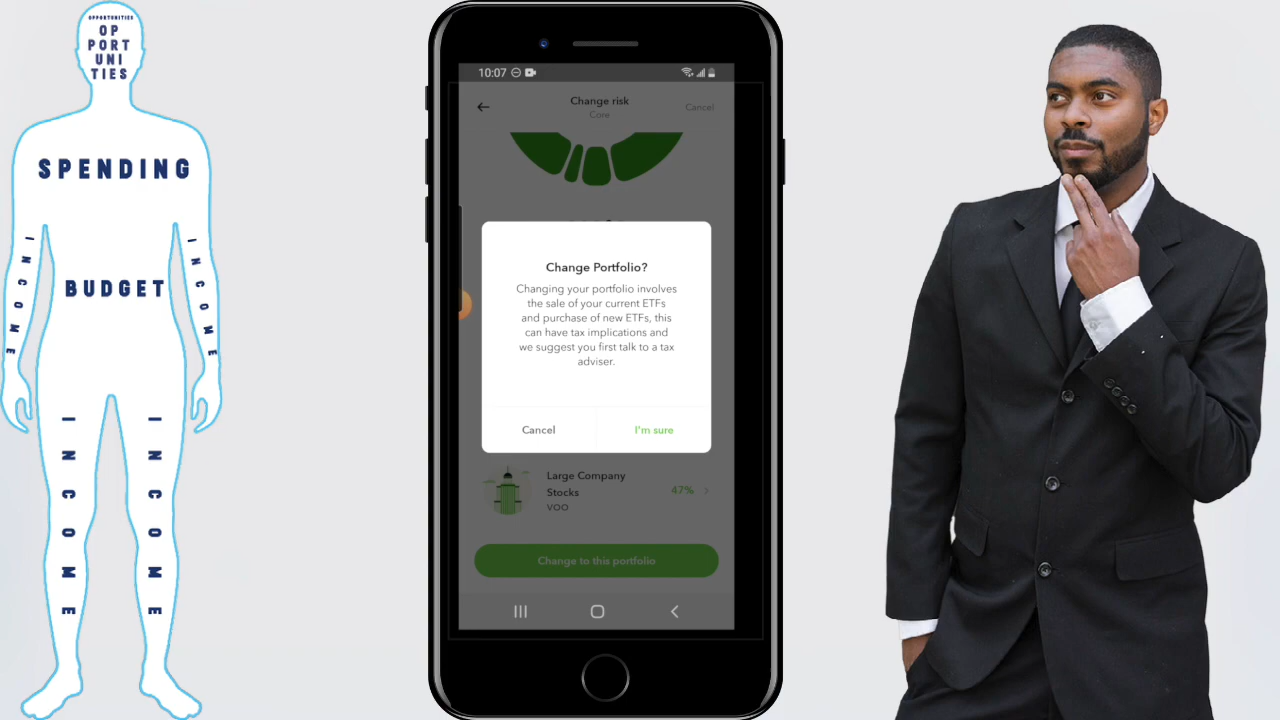 OPPORTUNITIES
OP
PORT
UNI
TIES
SPENDING
INCOME
INCOME
BUDGET
INCOME
INCOME
10:07
Change risk
Core
Cancel
Change Portfolio?
Changing your portfolio involves
the sale of your current ETFs
and purchase of new ETFs, this
can have tax implications and
we suggest you first talk to a tax
adviser.
Cancel
I'm sure
Large Company
Stocks
47%
VOO
Change to this portfolio